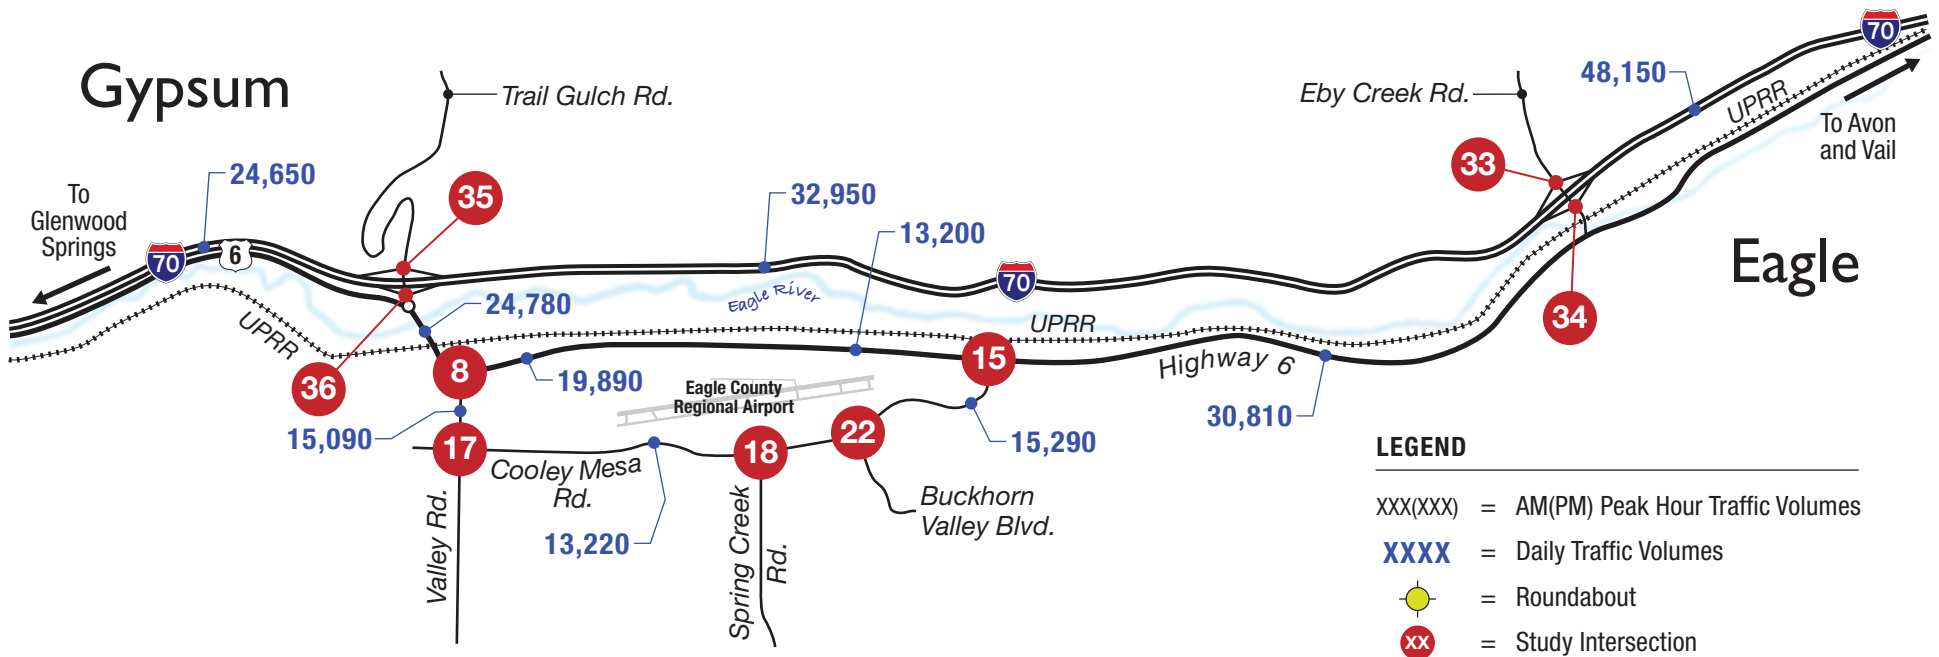 Gypsum
Trail Gulch Rd.
24,650
To
Glenwood
Springs
70
6
35
32,950
13,200
Eby Creek Rd.
48,150
70
UPRR
To Avon
and Vail
33
Eagle
UPRR
24,780
Eagle River
70
UPRR
34
36
8
19,890
15
Highway 6
Eagle County
Regional Airport
15,090
17
Cooley Mesa
Rd.
18
22
15,290
30,810
13,220
Valley Rd.
Spring Creek
Rd.
Buckhorn
Valley Blvd.
LEGEND
XXX(XXX) = AM(PM) Peak Hour Traffic Volumes
XXXX = Daily Traffic Volumes
= Roundabout
XX = Study Intersection